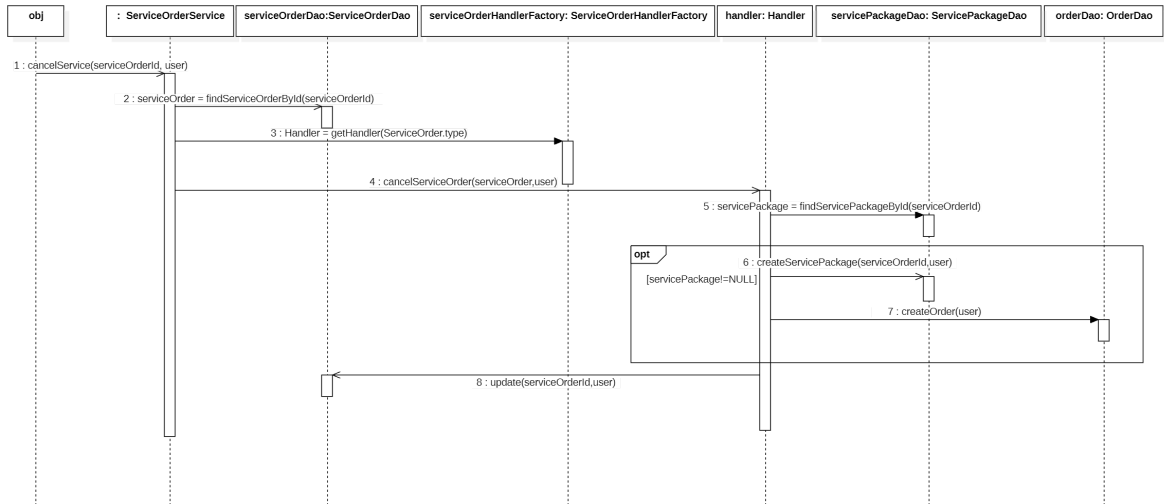 obj
: ServiceOrderService
serviceOrderDao:ServiceOrderDao
serviceOrderHandlerFactory: ServiceOrderHandlerFactory
handler: Handler
servicePackageDao: ServicePackageDao
orderDao: OrderDao
1 : cancelService(serviceOrderId, user)
2 : serviceOrder = findServiceOrderById(serviceOrderId)
3 : Handler = getHandler(ServiceOrder.type)
4 : cancelServiceOrder(serviceOrder,user)
5 : servicePackage = findServicePackageById(serviceOrderId)
opt
6 : createServicePackage(serviceOrderId,user)
[servicePackage!=NULL]
7 : createOrder(user)
8 : update(serviceOrderId,user)